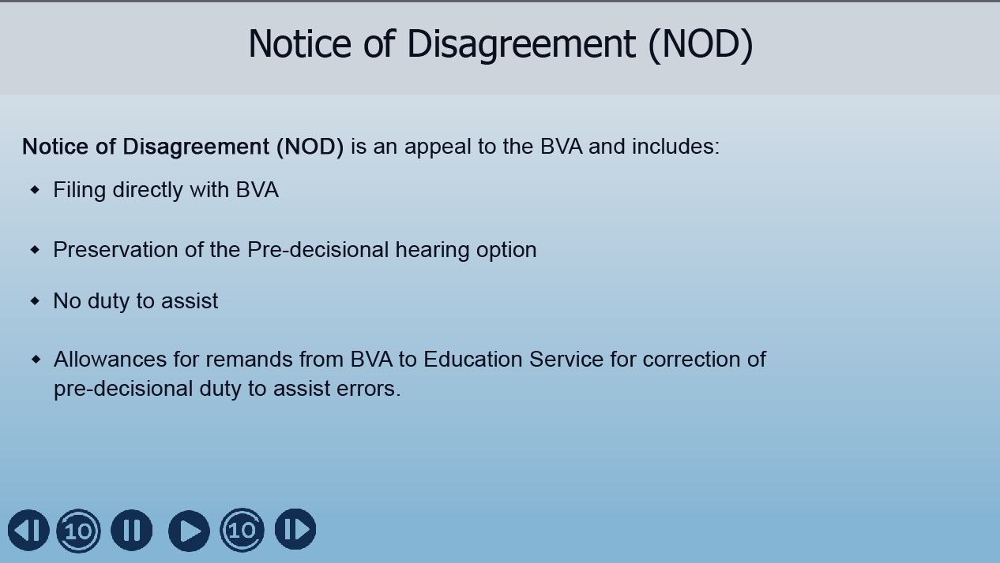 Notice of Disagreement (NOD)
Notice of Disagreement (NOD) is an appeal to the BVA and includes:
Filing directly with BVA
Preservation of the Pre-decisional hearing option
No duty to assist
Allowances for remands from BVA to Education Service for correction of
pre-decisional duty to assist errors.
10
10